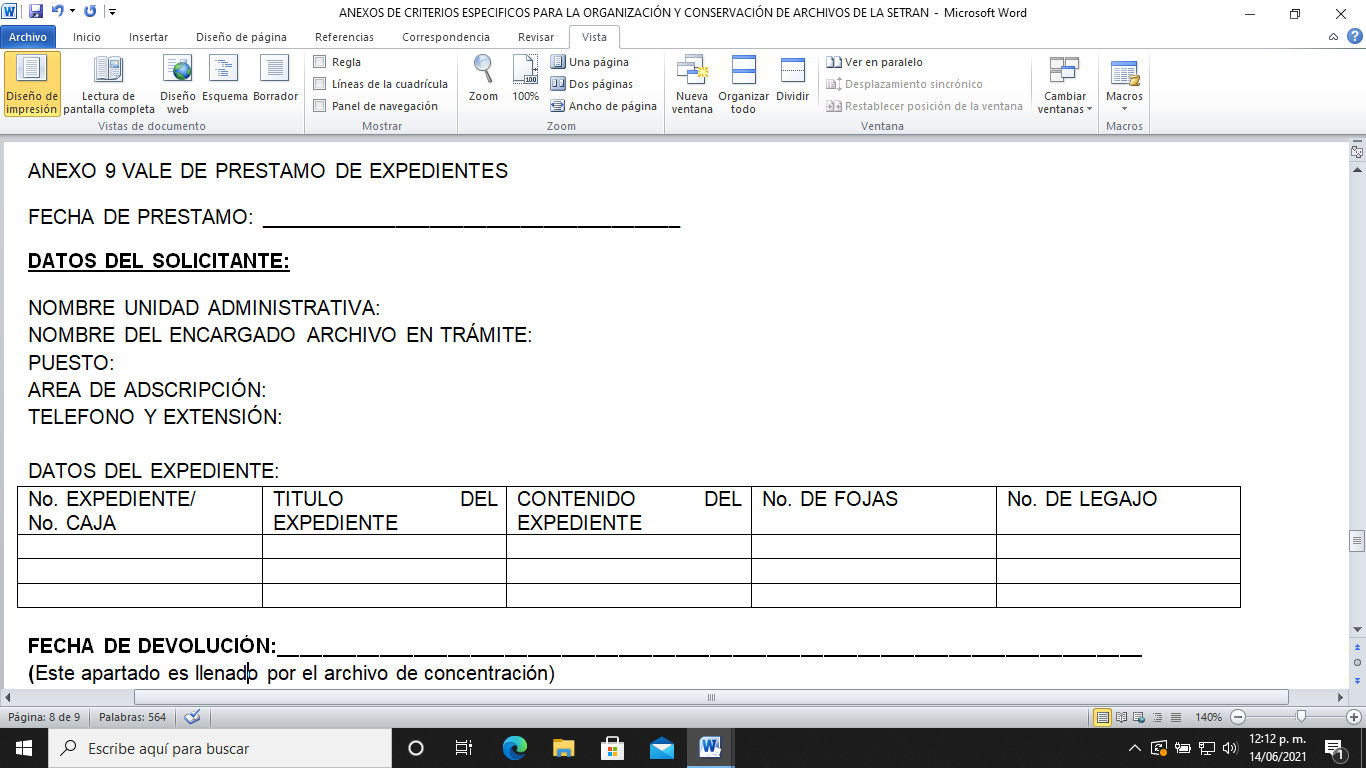 ANEXOS DE CRITERIOS ESPECIFICOS PARA LA ORGANIZACIÓN Y CONSERVACIÓN DE ARCHIVOS DE LA SETRAN - Microsoft Word
Archivo Inicio Insertar Diseño de página Referencias Correspondencia Revisar Vista
Diseño de impresión
Lectura de pantalla completa
Diseño web
Esquema
Borrador
Vistas de documento
Regla
Líneas de la cuadrícula
Panel de navegación
Mostrar
Zoom
100%
Una página
Dos páginas
Ancho de página
Zoom
Nueva ventana
Organizar todo
Dividir
Ver en paralelo
Desplazamiento sincrónico
Restablecer posición de la ventana
Ventana
Cambiar ventanas
Macros
Macros
ANEXO 9 VALE DE PRESTAMO DE EXPEDIENTES
FECHA DE PRESTAMO: ______________________________________
DATOS DEL SOLICITANTE:
NOMBRE UNIDAD ADMINISTRATIVA:
NOMBRE DEL ENCARGADO ARCHIVO EN TRÁMITE:
PUESTO:
AREA DE ADSCRIPCIÓN:
TELEFONO Y EXTENSIÓN:
DATOS DEL EXPEDIENTE:
No. EXPEDIENTE/
No. CAJA
TITULO DEL
EXPEDIENTE
CONTENIDO DEL
EXPEDIENTE
No. DE FOJAS
No. DE LEGAJO
FECHA DE DEVOLUCIÓN:______________________________________
(Este apartado es llenado por el archivo de concentración)
Página: 8 de 9 Palabras: 564 140%
Escribe aquí para buscar
12:12 p. m.
14/06/2021
1